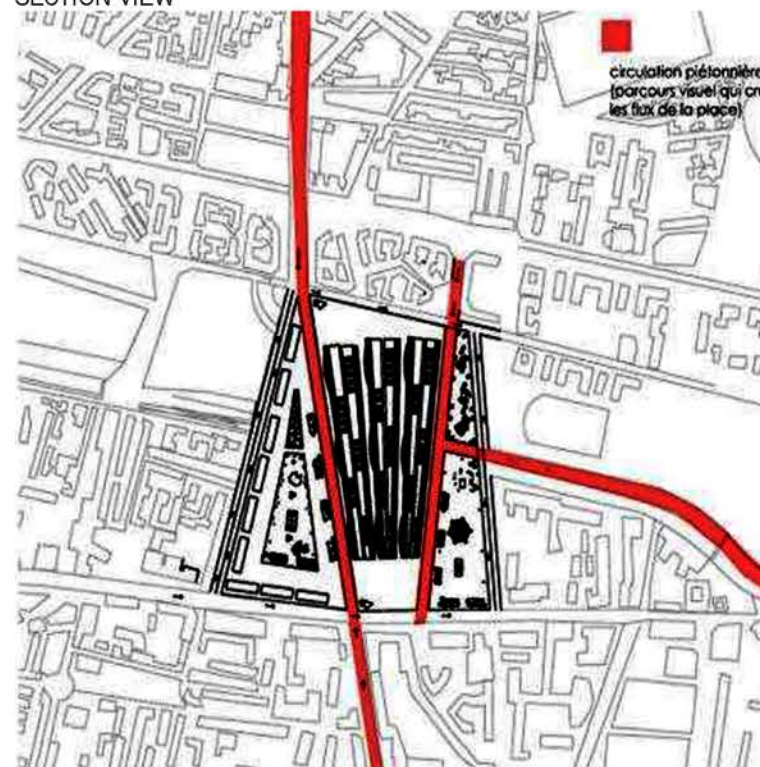 SECTION VIEW
circulation piétonnière
(parcours visuel qui cr
les flux de la place)